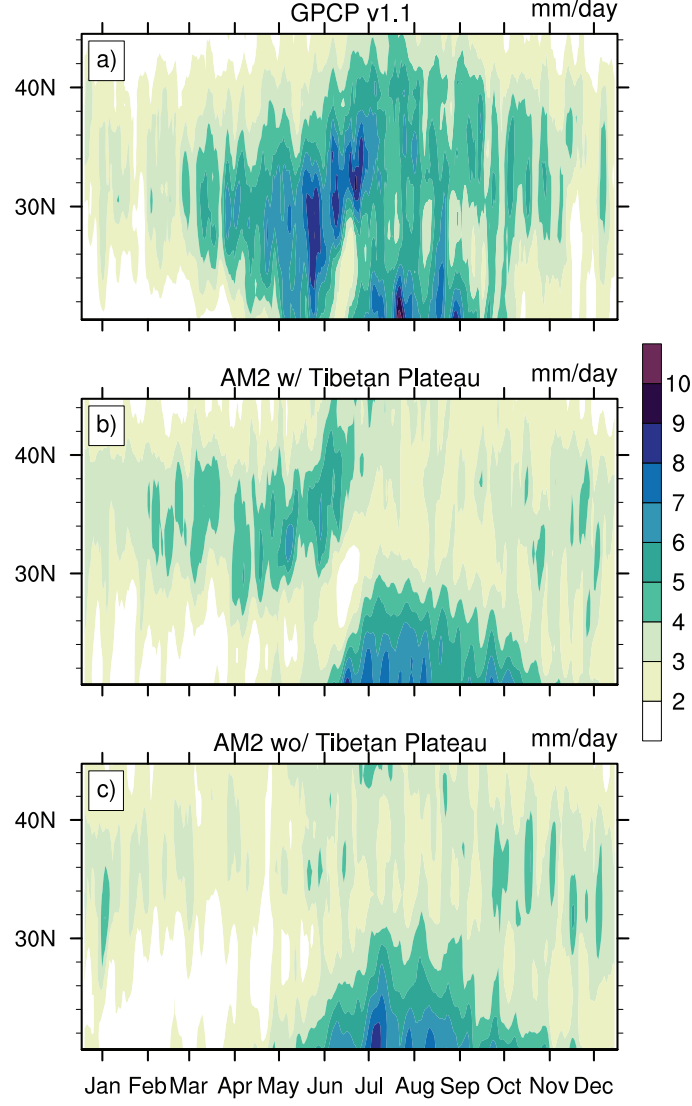 GPCP v1.1 mm/day
a)
40N
30N
AM2 w/ Tibetan Plateau mm/day
b)
40N
30N
10
9
8
7
6
5
4
3
2
AM2 wo/ Tibetan Plateau mm/day
c)
40N
30N
Jan Feb Mar Apr May Jun Jul Aug Sep Oct Nov Dec